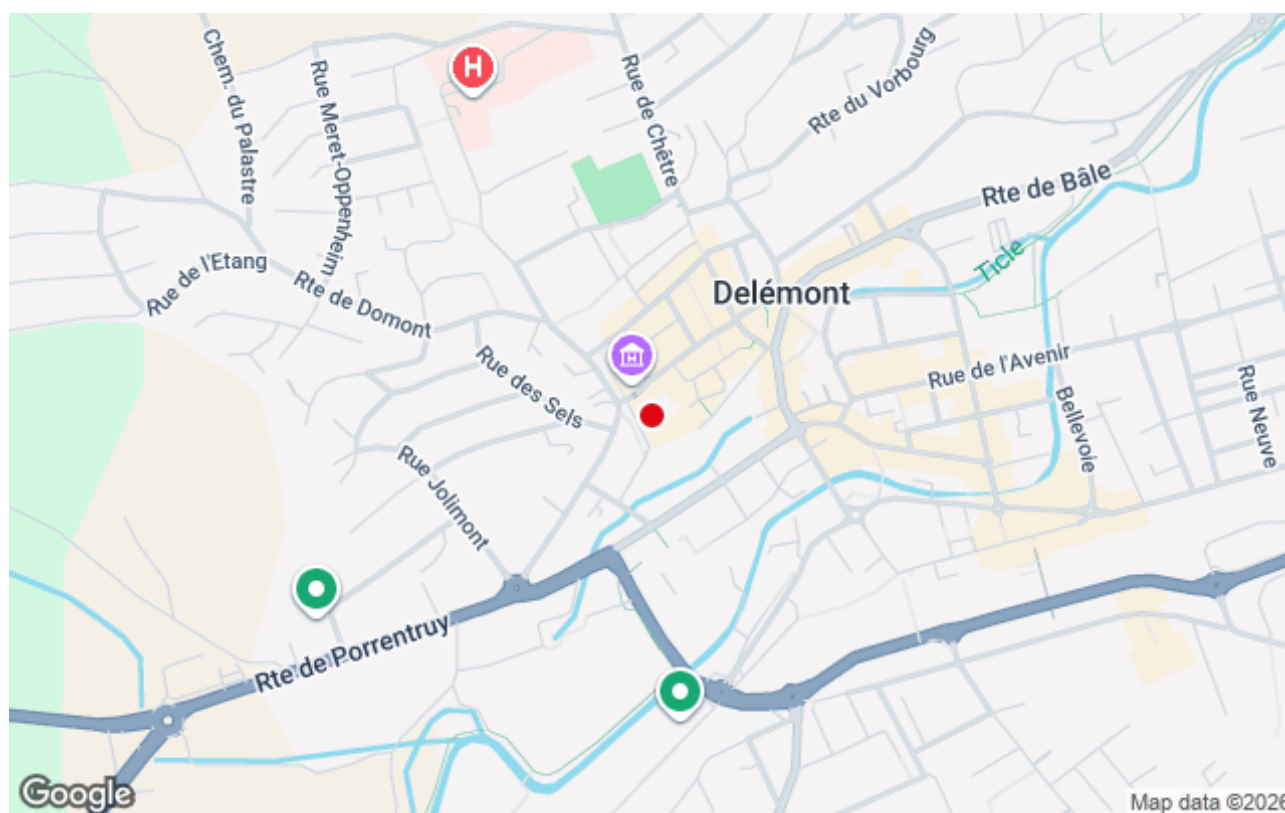 Chem. du Palastre
Rue Meret-Oppenheim
H
Rue de Chêtre
Rte du Vorbourg
Rte de Bâle
Rue de l'Etang
Rte de Domont
Ticle
Delémont
Rue des Sels
Rue de l'Avenir
Bellevoie
Rue Neuve
Rue Jolimont
Rte de Porrentruy
Google
Map data ©2026